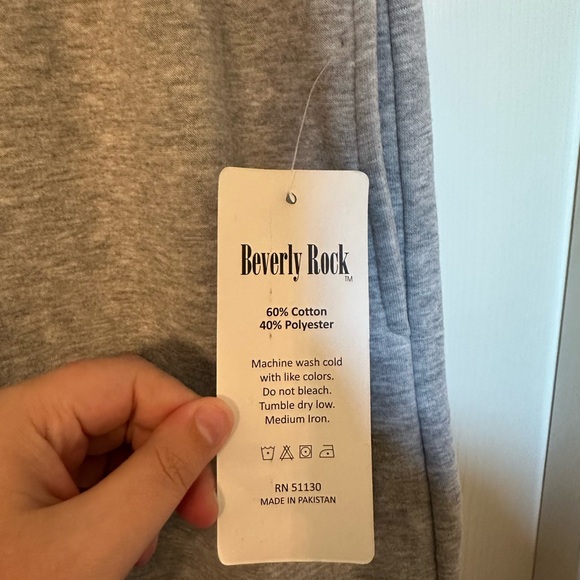 Beverly Rock
TM
60% Cotton
40% Polyester
Machine wash cold
with like colors.
Do not bleach.
Tumble dry low.
Medium Iron.
RN 51130
MADE IN PAKISTAN